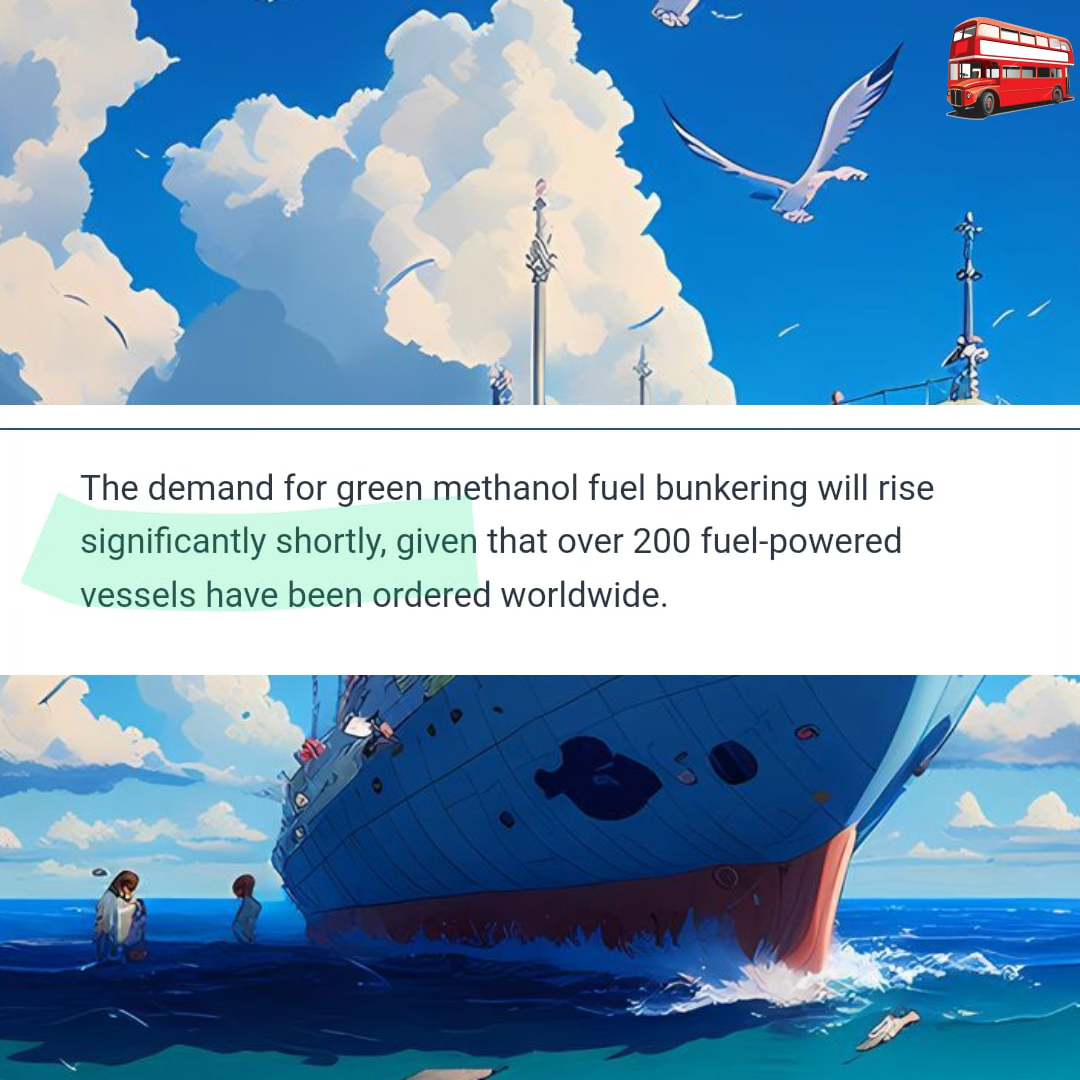 The demand for green methanol fuel bunkering will rise
significantly shortly, given that over 200 fuel-powered
vessels have been ordered worldwide.